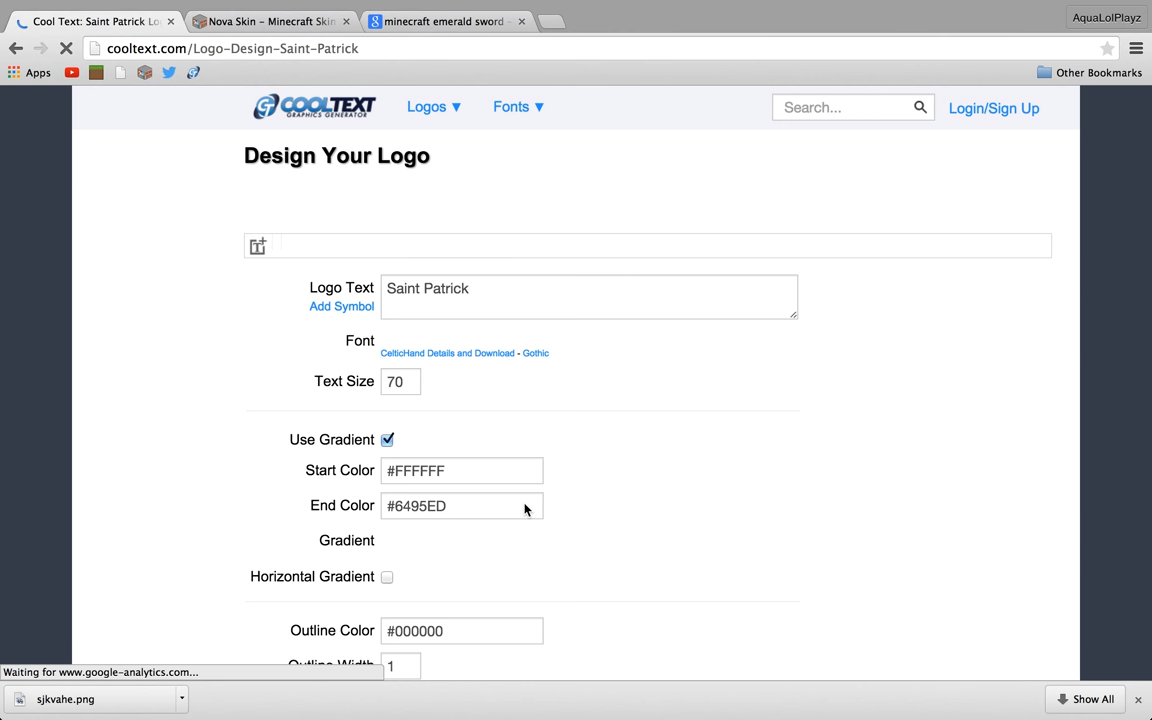 Cool Text: Saint Patrick Lo
Nova Skin - Minecraft Skin
minecraft emerald sword -
AquaLolPlayz
cooltext.com/Logo-Design-Saint-Patrick
Apps
Other Bookmarks
COOLTEXT
GRAPHICS GENERATOR
Logos ▼
Fonts ▼
Search...
Login/Sign Up
Design Your Logo
Logo Text
Saint Patrick
Add Symbol
Font
CelticHand Details and Download - Gothic
Text Size
70
Use Gradient
Start Color
#FFFFFF
End Color
#6495ED
Gradient
Horizontal Gradient
Outline Color
#000000
Outline Width
1
Waiting for www.google-analytics.com...
sjkvahe.png
Show All